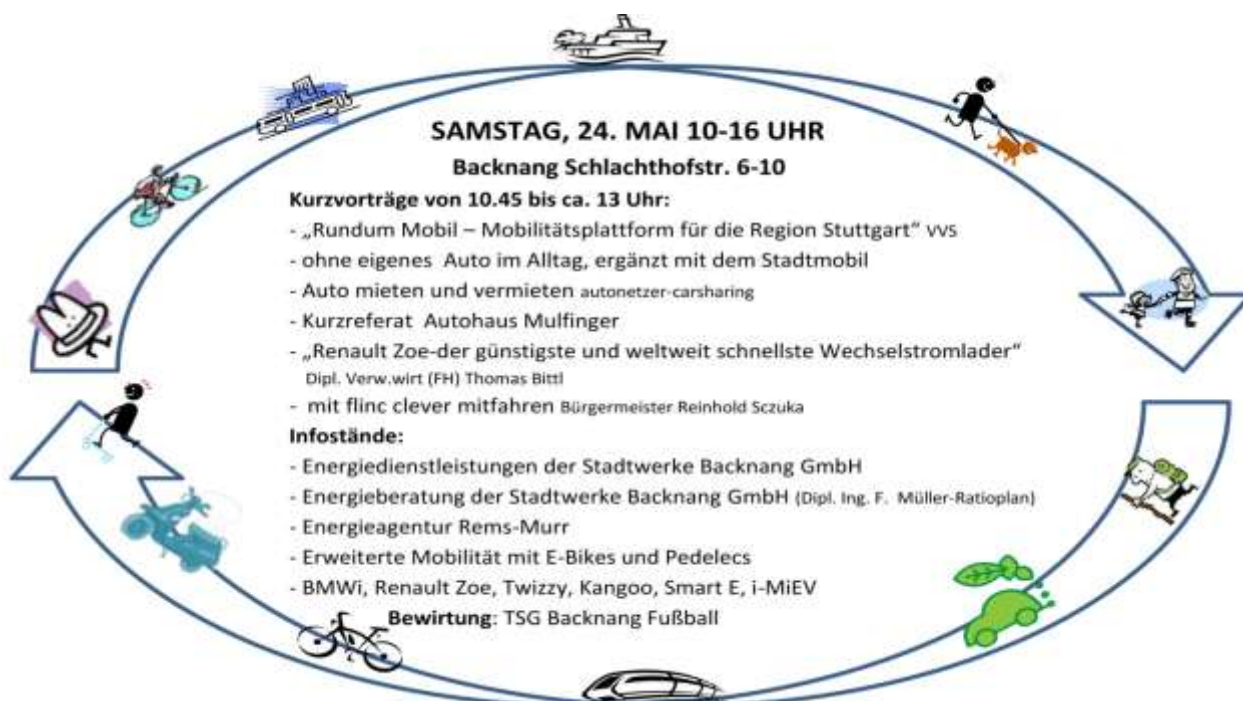 SAMSTAG, 24. MAI 10-16 UHR
Backnang Schlachthofstr. 6-10
Kurzvorträge von 10.45 bis ca. 13 Uhr:
- „Rundum Mobil – Mobilitätsplattform für die Region Stuttgart“ VVS
- ohne eigenes Auto im Alltag, ergänzt mit dem Stadtmobil
- Auto mieten und vermieten autonetzer-carsharing
- Kurzreferat Autohaus Mulfinger
- „Renault Zoe-der günstigste und weltweit schnellste Wechselstromlader“
Dipl. Verw.wirt (FH) Thomas Bittl
- mit flinc clever mitfahren Bürgermeister Reinhold Sczuka
Infostände:
- Energiedienstleistungen der Stadtwerke Backnang GmbH
- Energieberatung der Stadtwerke Backnang GmbH (Dipl. Ing. F. Müller-Ratioplan)
- Energieagentur Rems-Murr
- Erweiterte Mobilität mit E-Bikes und Pedelecs
- BMWi, Renault Zoe, Twizzy, Kangoo, Smart E, i-MiEV
Bewirtung: TSG Backnang Fußball